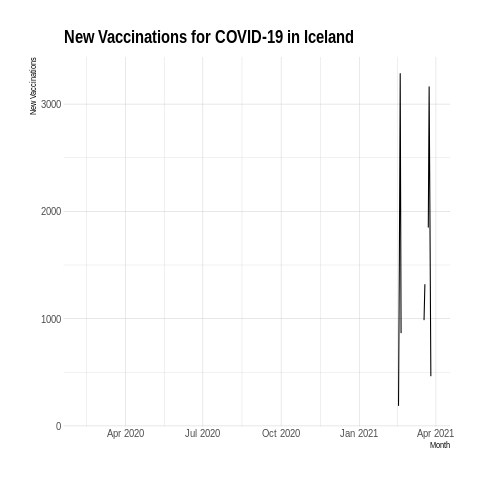 New Vaccinations for COVID-19 in Iceland
New Vaccinations
3000
2000
1000
0
Apr 2020 Jul 2020 Oct 2020 Jan 2021 Apr 2021
Month